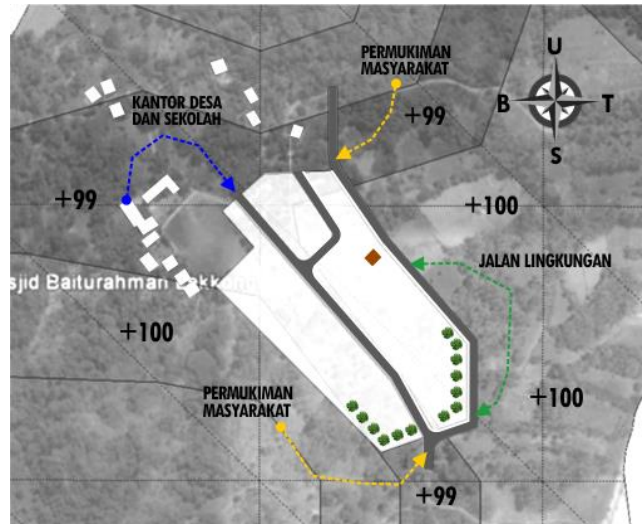 PERMUKIMAN
MASYARAKAT
U
KANTOR DESA
DAN SEKOLAH
+99
B
T
S
+99
+100
JALAN LINGKUNGAN
sjid Baiturahman
+100
PERMUKIMAN
MASYARAKAT
+100
+99